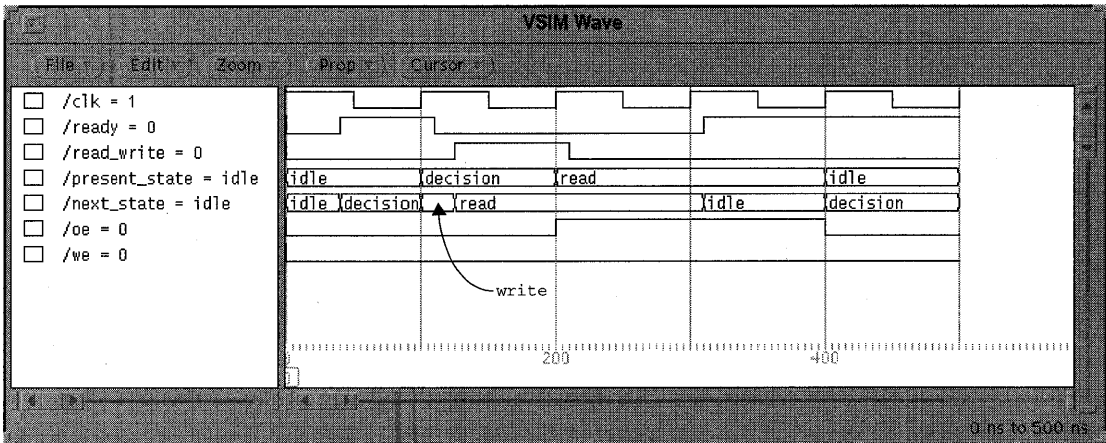 VSIM Wave
File Edit Zoom Prop Cursor
/clk = 1
/ready = 0
/read_write = 0
/present_state = idle
idle decision read idle
/next_state = idle
idle decision read idle decision
/oe = 0
/we = 0
write
0 200 400
0 ns to 500 ns